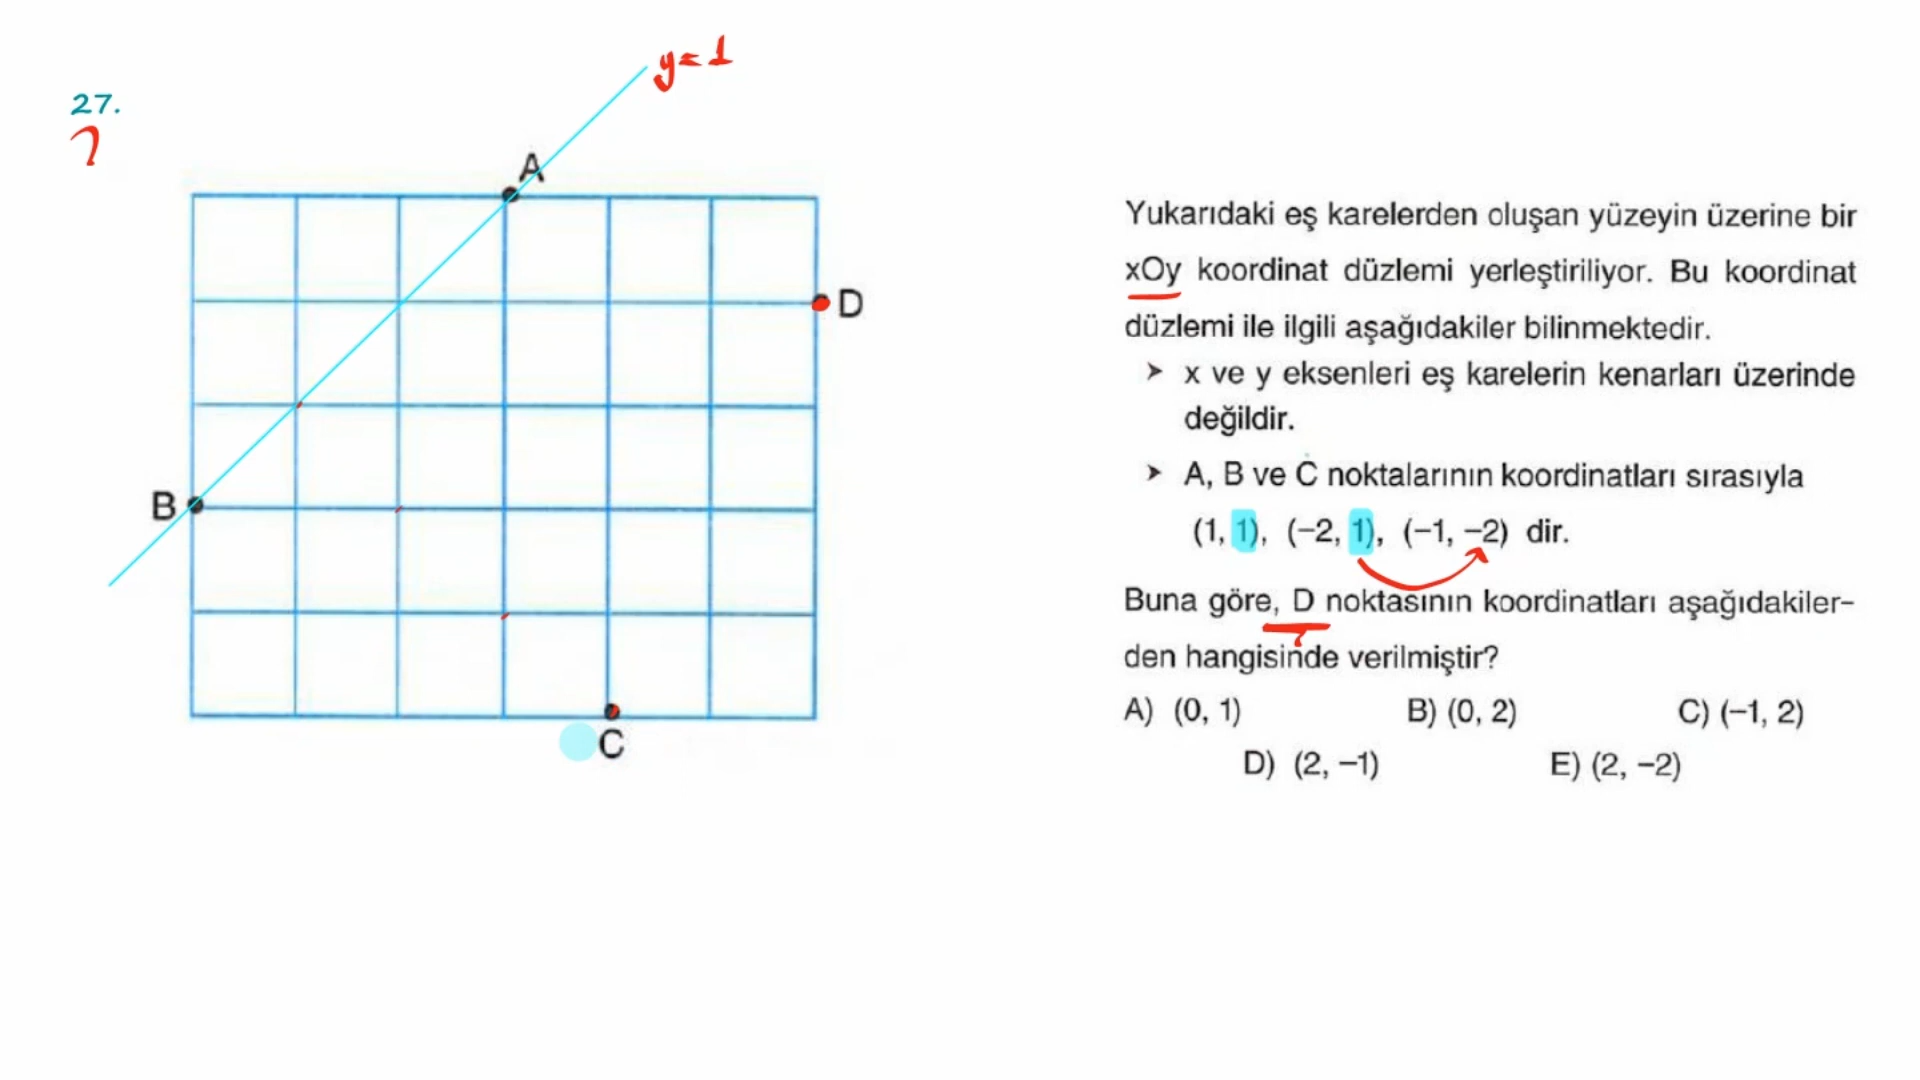 27.
?
y=1
A
D
B
C
Yukarıdaki eş karelerden oluşan yüzeyin üzerine bir
xOy koordinat düzlemi yerleştiriliyor. Bu koordinat
düzlemi ile ilgili aşağıdakiler bilinmektedir.
➤ x ve y eksenleri eş karelerin kenarları üzerinde
değildir.
➤ A, B ve C noktalarının koordinatları sırasıyla
(1, 1), (−2, 1), (−1, −2) dir.
Buna göre, D noktasının koordinatları aşağıdakiler-
den hangisinde verilmiştir?
A) (0, 1) B) (0, 2) C) (−1, 2)
D) (2, −1) E) (2, −2)